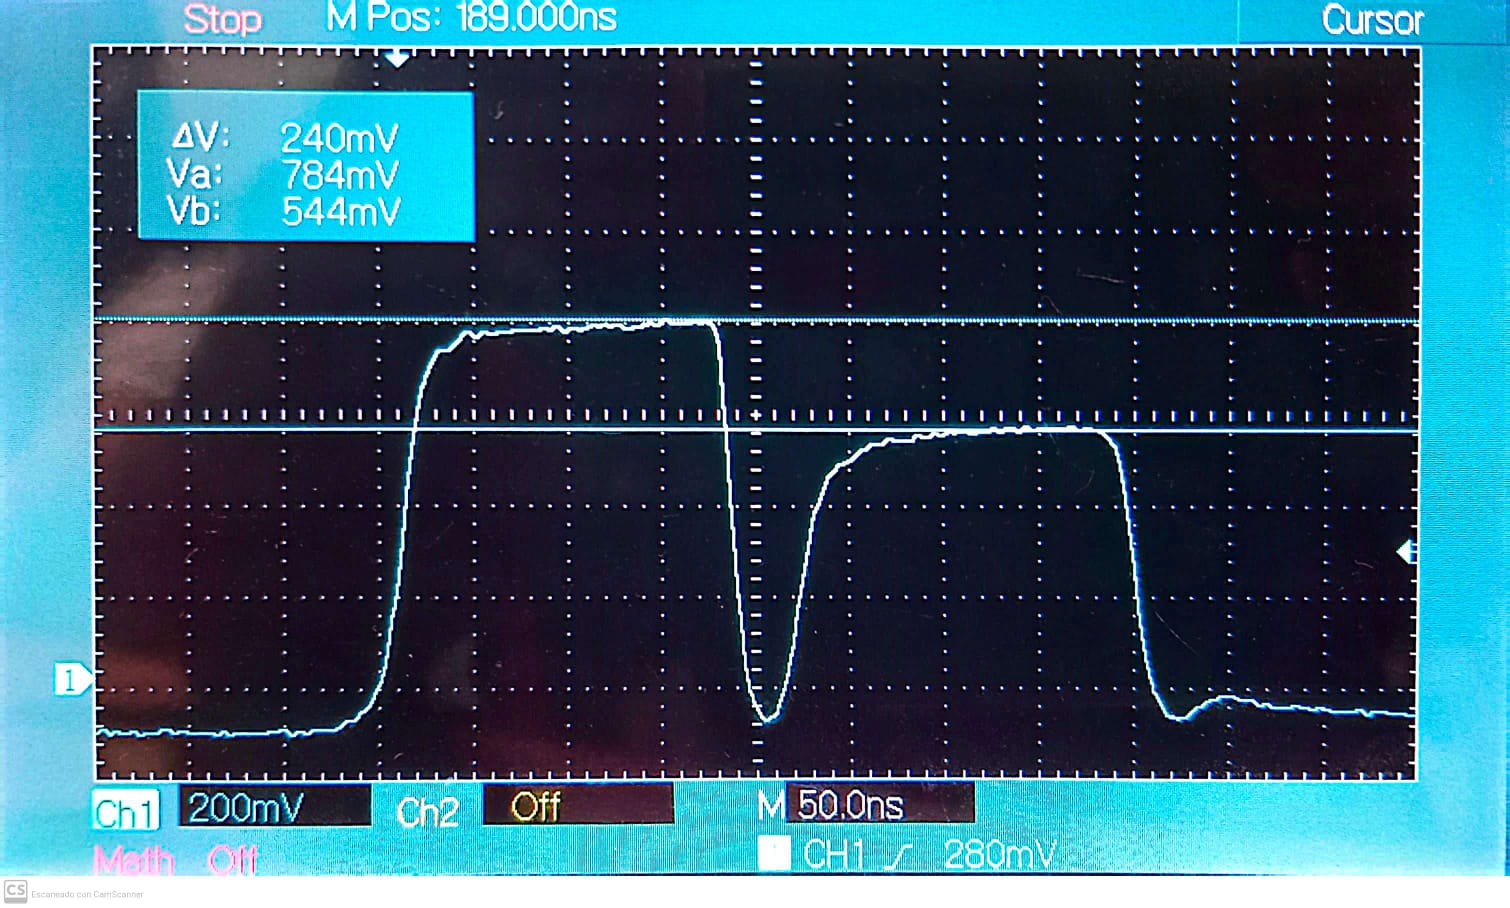 Stop M Pos: 189.000ns Cursor
ΔV: 240mV
Va: 784mV
Vb: 544mV
1
Ch1 200mV Ch2 Off M 50.0ns
Math Off CH1 280mV
CS Escaneado con CamScanner